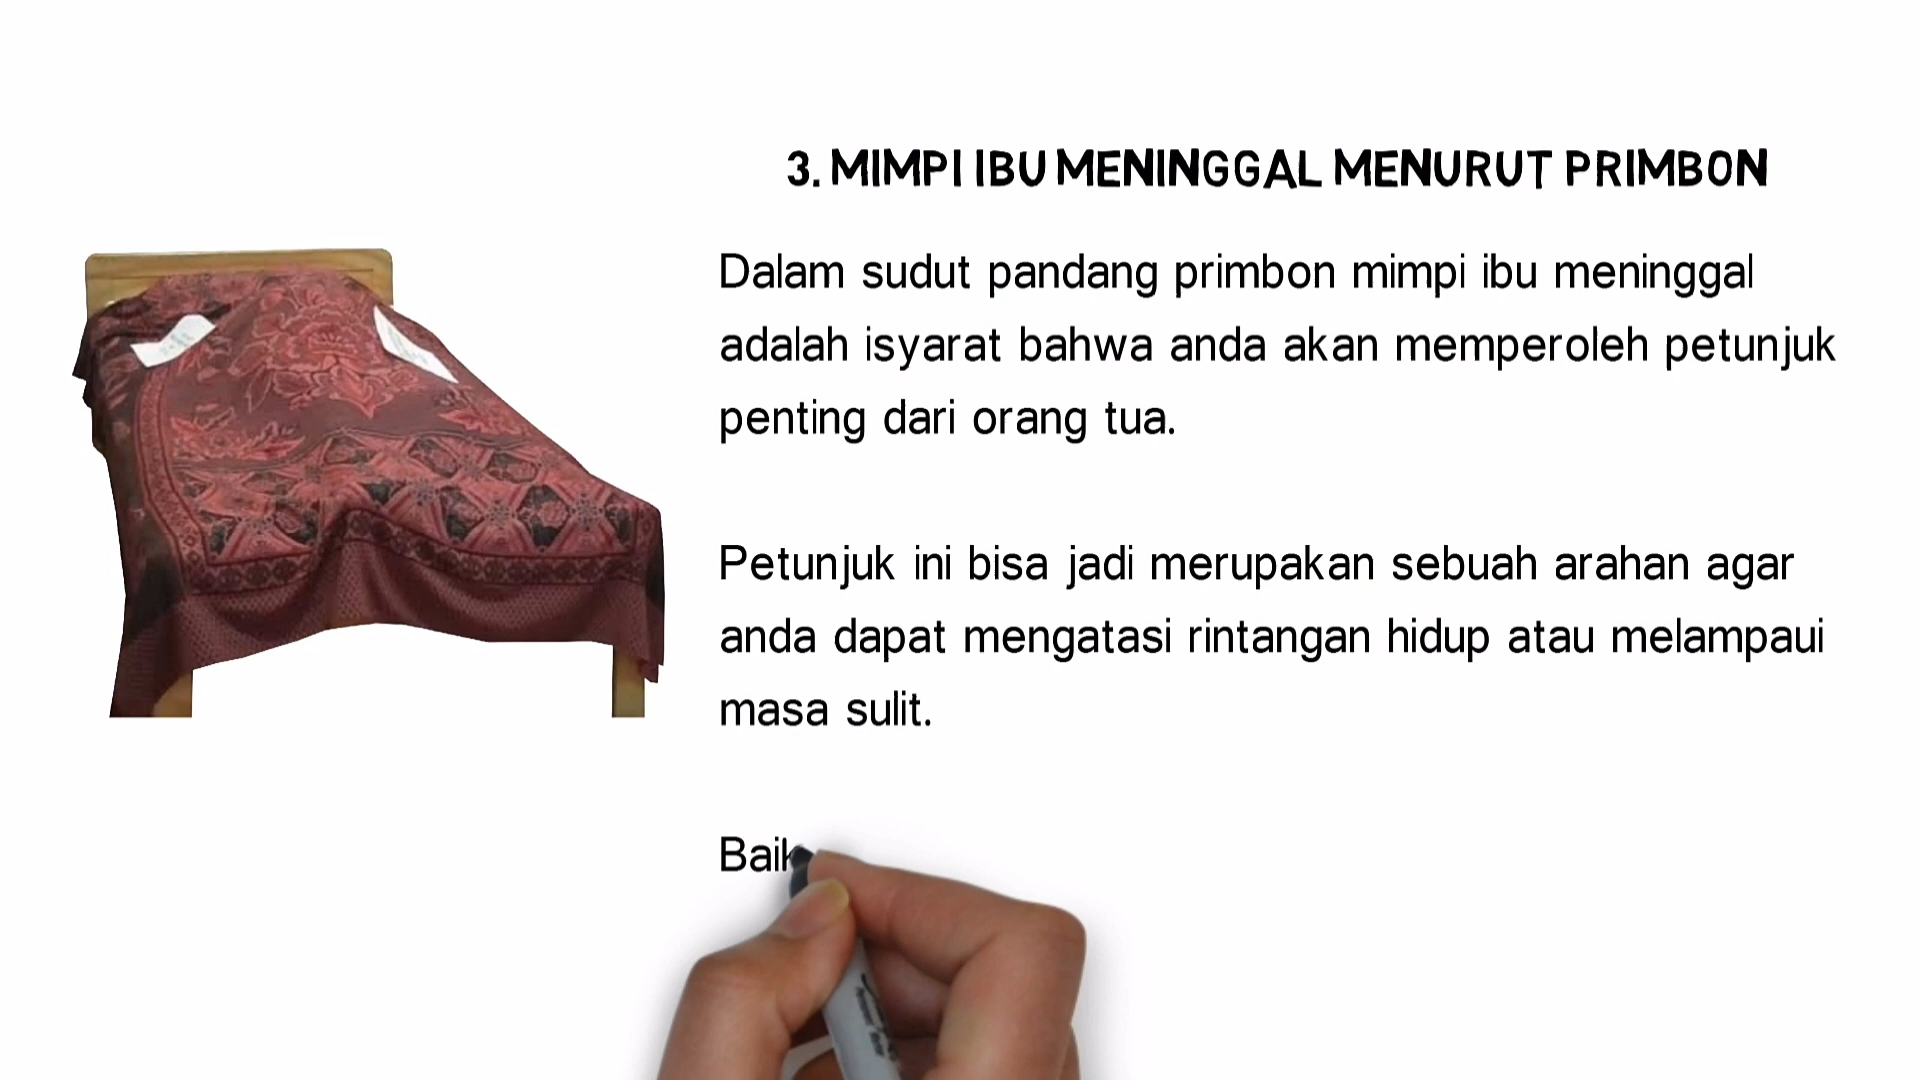 3. MIMPI IBU MENINGGAL MENURUT PRIMBON
Dalam sudut pandang primbon mimpi ibu meninggal
adalah isyarat bahwa anda akan memperoleh petunjuk
penting dari orang tua.
Petunjuk ini bisa jadi merupakan sebuah arahan agar
anda dapat mengatasi rintangan hidup atau melampaui
masa sulit.
Baik